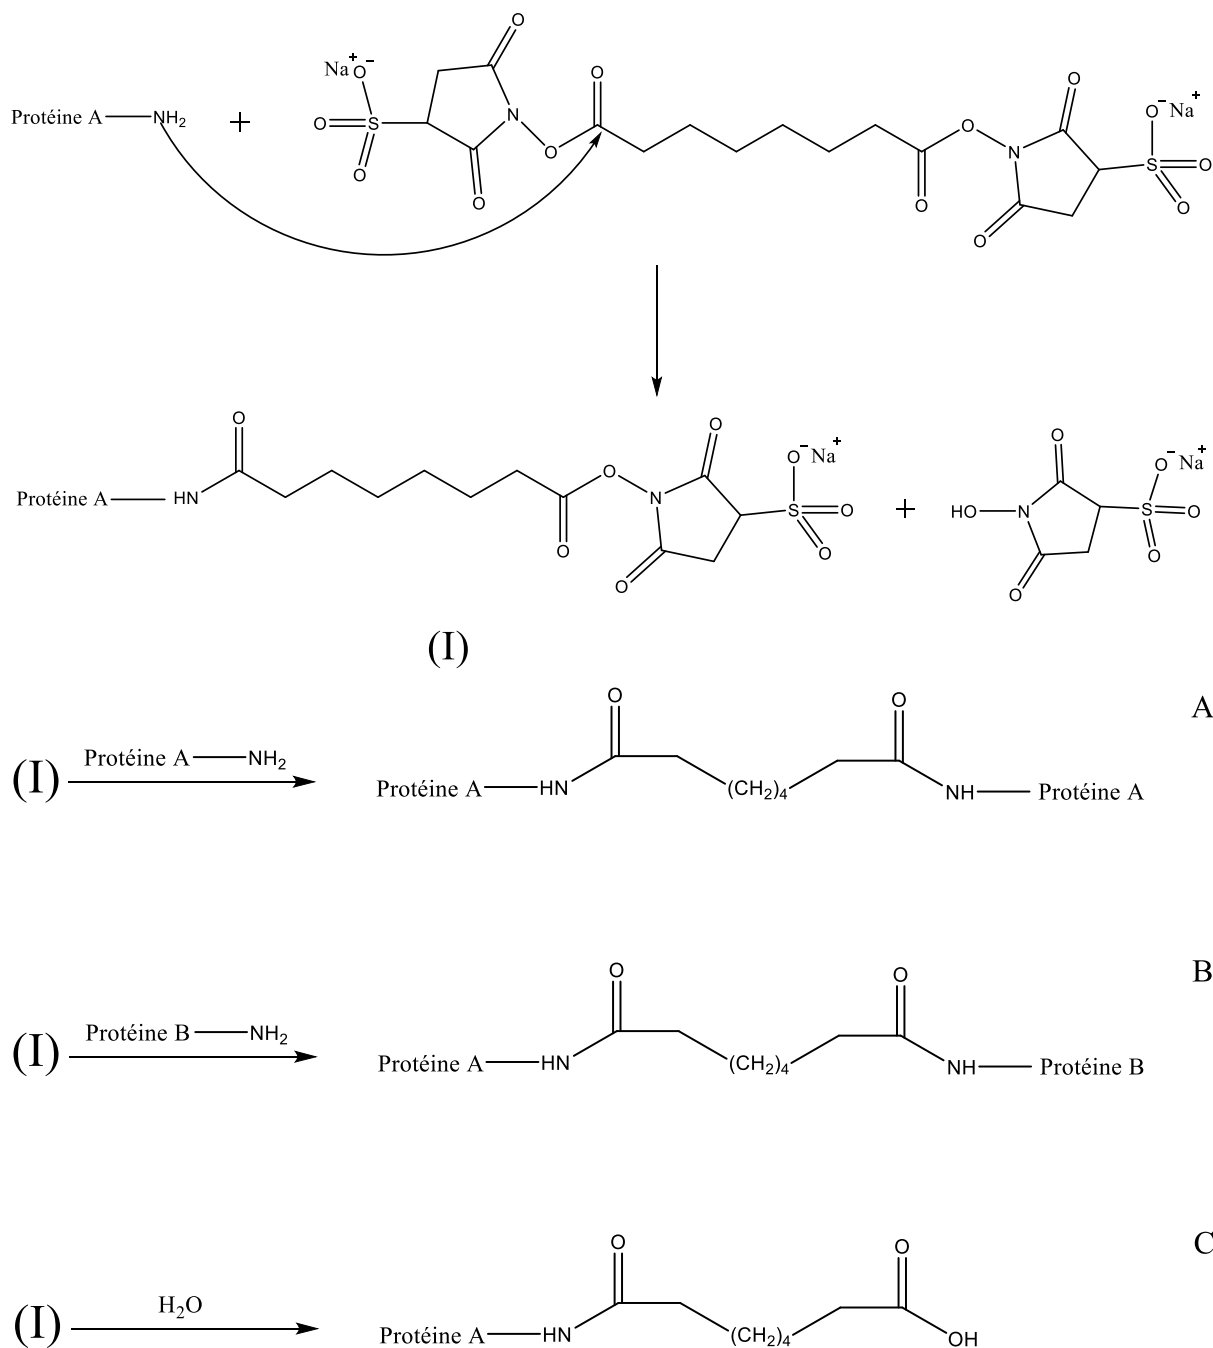 O
O
Na+ O−
O
O=S
N
O
O
O
Protéine A—NH2 + 
O
O
N
O
O
O− Na+
S=O
O
O
O
O
O− Na+
Protéine A—HN
O
O
N
O
S=O
O
+
HO—N
O
O
O− Na+
S=O
O
(I)
A
(I) Protéine A—NH2
O
O
Protéine A—HN
(CH2)4
NH—Protéine A
B
(I) Protéine B—NH2
O
O
Protéine A—HN
(CH2)4
NH—Protéine B
C
(I) H2O
O
O
Protéine A—HN
(CH2)4
OH